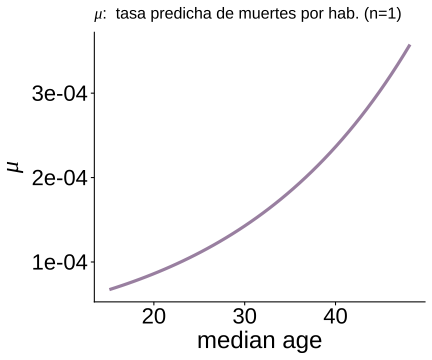 μ: tasa predicha de muertes por hab. (n=1)
3e-04
2e-04
1e-04
μ
20 30 40
median age